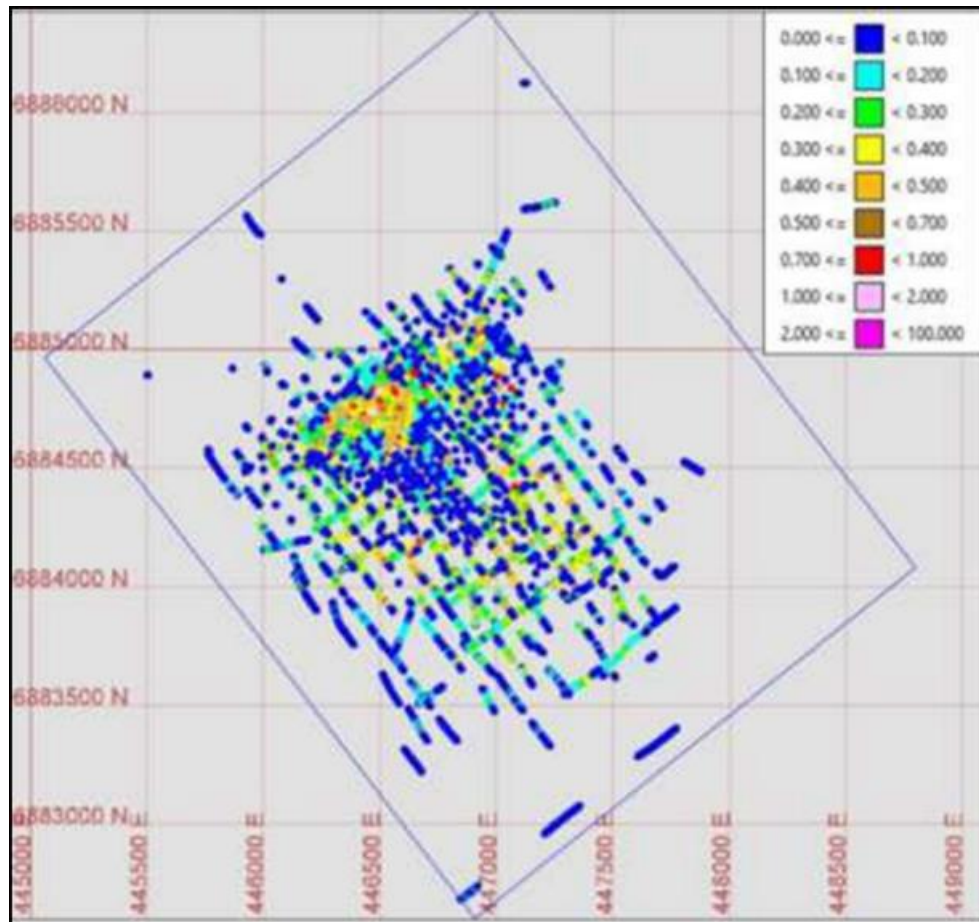 0.000 <= < 0.100
0.100 <= < 0.200
0.200 <= < 0.300
0.300 <= < 0.400
0.400 <= < 0.500
0.500 <= < 0.700
0.700 <= < 1.000
1.000 <= < 2.000
2.000 <= < 100.000
6886000 N
6885500 N
6885000 N
6884500 N
6884000 N
6883500 N
6883000 N
445000 E
445500 E
446000 E
446500 E
447000 E
447500 E
448000 E
448500 E
449000 E